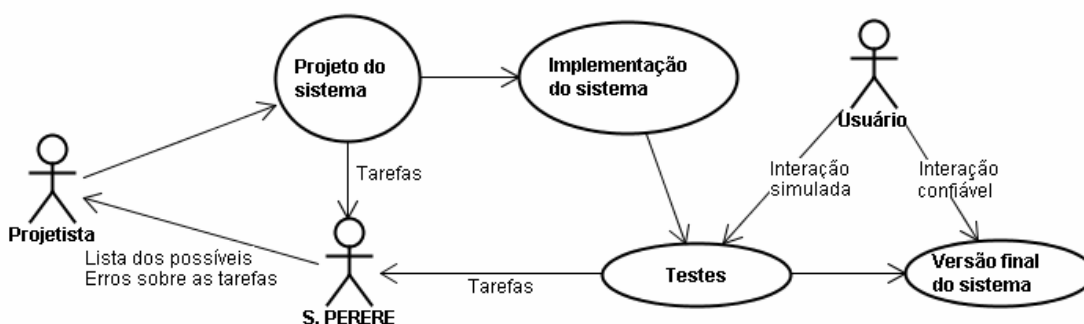 Projeto do
sistema
Implementação
do sistema
Usuário
Tarefas
Interação
simulada
Interação
confiável
Projetista
Lista dos possíveis
Erros sobre as tarefas
S. PERERE
Tarefas
Testes
Versão final
do sistema